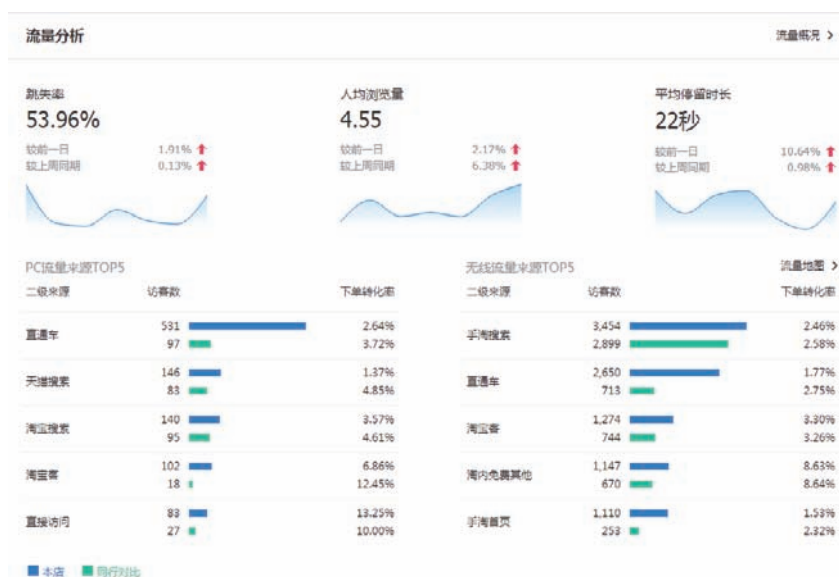 流量分析
流量概况 >
跳失率
53.96%
较前一日 1.91%
较上周同期 0.13%
人均浏览量
4.55
较前一日 2.17%
较上周同期 6.38%
平均停留时长
22秒
较前一日 10.64%
较上周同期 0.98%
PC流量来源TOP5
二级来源 访客数 下单转化率
直通车 531 2.64%
97 3.72%
天猫搜索 146 1.37%
83 4.85%
淘宝搜索 140 3.57%
95 4.61%
淘宝客 102 6.86%
18 12.45%
直接访问 83 13.25%
27 10.00%
无线流量来源TOP5
流量地图 >
二级来源 访客数 下单转化率
手淘搜索 3,454 2.46%
2,899 2.58%
直通车 2,650 1.77%
713 2.75%
淘宝客 1,274 3.30%
744 3.26%
淘内免费其他 1,147 8.63%
670 8.64%
手淘首页 1,110 1.53%
253 2.32%
本店 同行对比